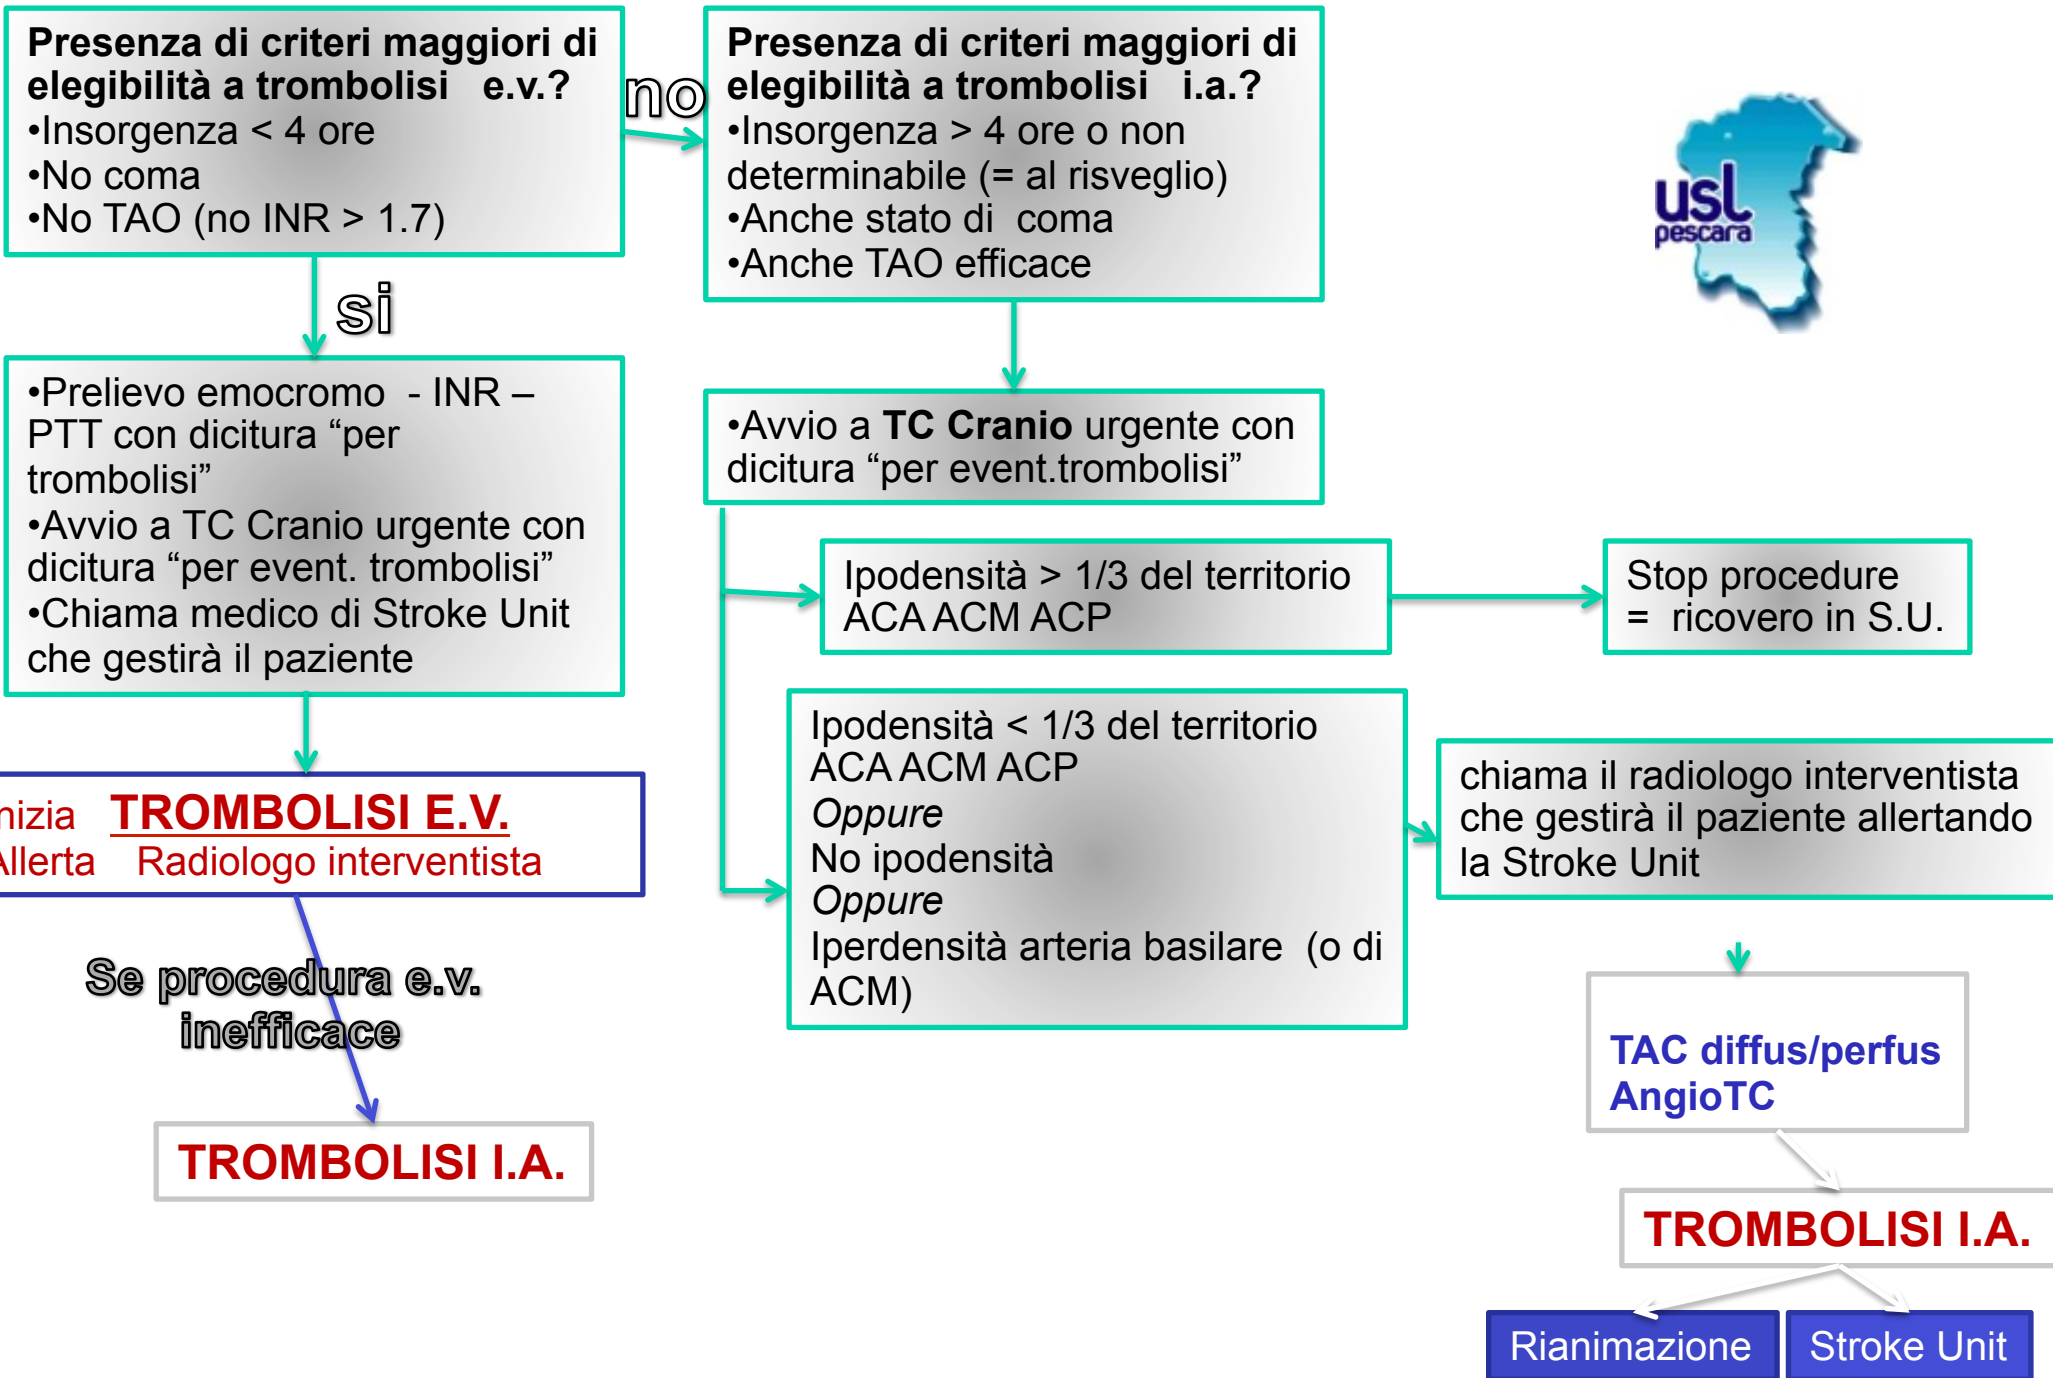 Presenza di criteri maggiori di
elegibilità a trombolisi e.v.?
•Insorgenza < 4 ore
•No coma
•No TAO (no INR > 1.7)
no
Presenza di criteri maggiori di
elegibilità a trombolisi i.a.?
•Insorgenza > 4 ore o non
determinabile (= al risveglio)
•Anche stato di coma
•Anche TAO efficace
usl
pescara
si
•Prelievo emocromo - INR –
PTT con dicitura “per
trombolisi”
•Avvio a TC Cranio urgente con
dicitura “per event. trombolisi”
•Chiama medico di Stroke Unit
che gestirà il paziente
•Avvio a TC Cranio urgente con
dicitura “per event.trombolisi”
Ipodensità > 1/3 del territorio
ACA ACM ACP
Stop procedure
= ricovero in S.U.
Ipodensità < 1/3 del territorio
ACA ACM ACP
Oppure
No ipodensità
Oppure
Iperdensità arteria basilare (o di
ACM)
chiama il radiologo interventista
che gestirà il paziente allertando
la Stroke Unit
nizia TROMBOLISI E.V.
Allerta Radiologo interventista
Se procedura e.v.
inefficace
TROMBOLISI I.A.
TAC diffus/perfus
AngioTC
TROMBOLISI I.A.
Rianimazione
Stroke Unit